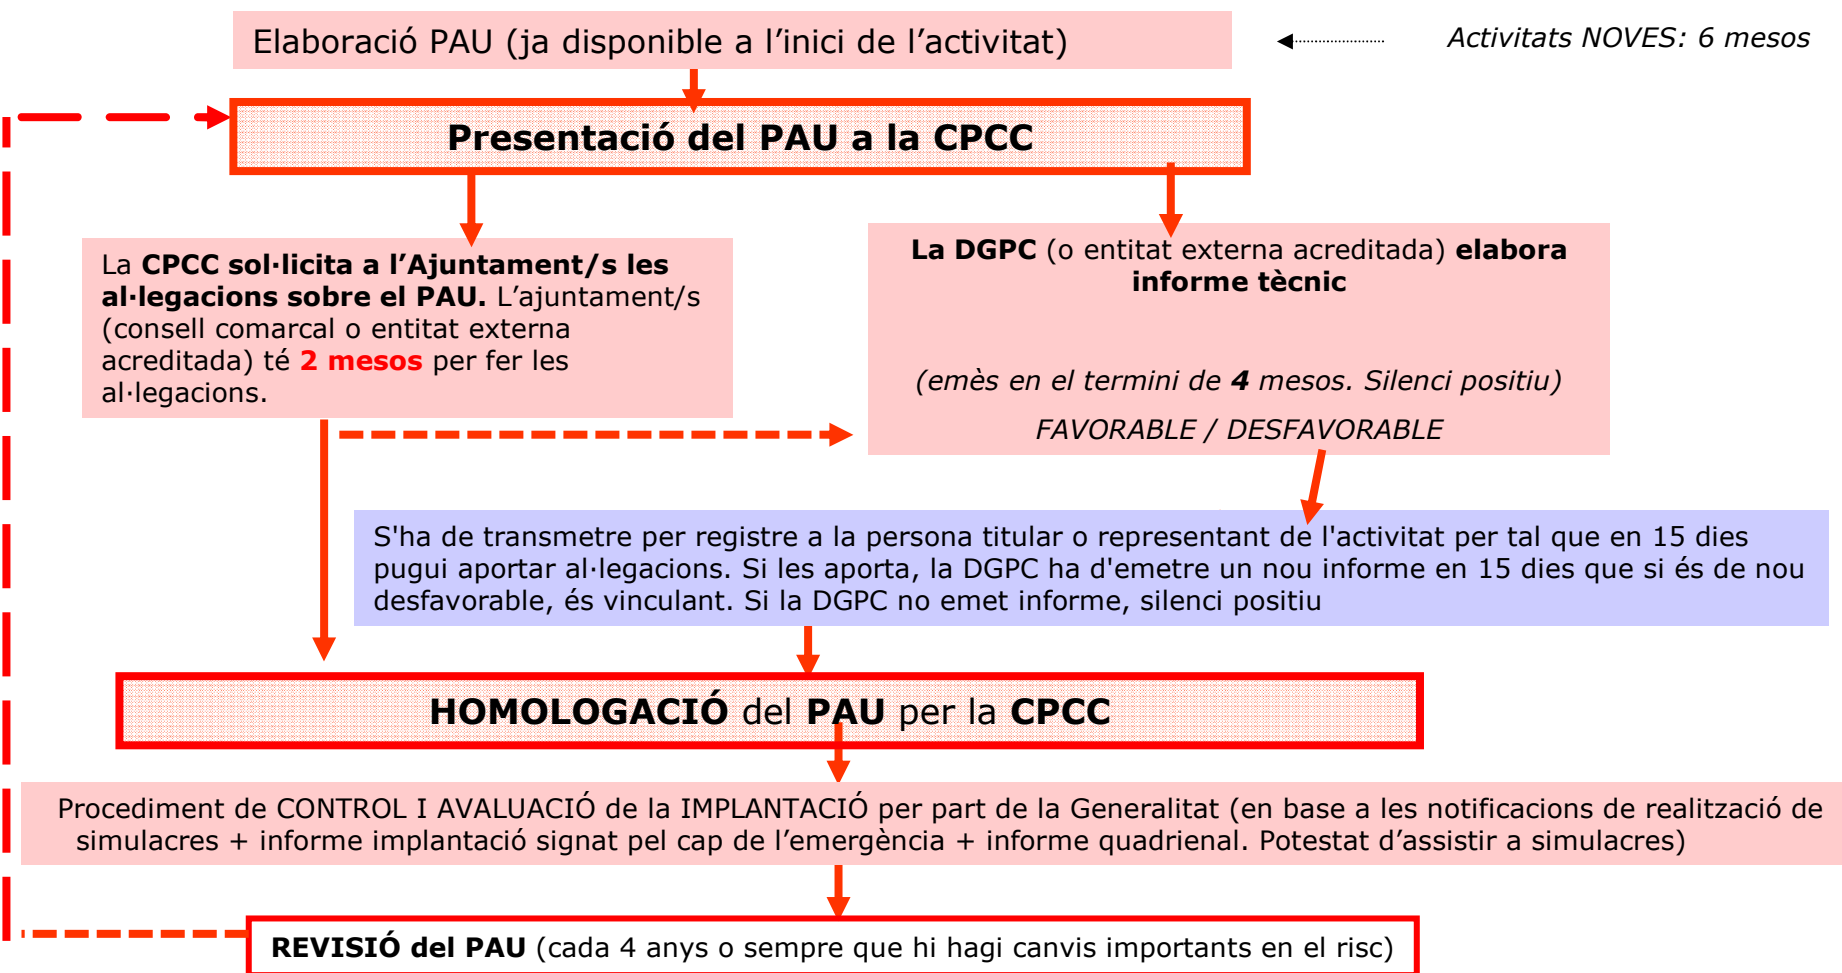 Elaboració PAU (ja disponible a l’inici de l’activitat)
Activitats NOVES: 6 mesos
Presentació del PAU a la CPCC
La CPCC sol·licita a l’Ajuntament/s les
al·legacions sobre el PAU. L’ajuntament/s
(consell comarcal o entitat externa
acreditada) té 2 mesos per fer les
al·legacions.
La DGPC (o entitat externa acreditada) elabora
informe tècnic
(emès en el termini de 4 mesos. Silenci positiu)
FAVORABLE / DESFAVORABLE
S'ha de transmetre per registre a la persona titular o representant de l'activitat per tal que en 15 dies
pugui aportar al·legacions. Si les aporta, la DGPC ha d'emetre un nou informe en 15 dies que si és de nou
desfavorable, és vinculant. Si la DGPC no emet informe, silenci positiu
HOMOLOGACIÓ del PAU per la CPCC
Procediment de CONTROL I AVALUACIÓ de la IMPLANTACIÓ per part de la Generalitat (en base a les notificacions de realització de
simulacres + informe implantació signat pel cap de l’emergència + informe quadrienal. Potestat d’assistir a simulacres)
REVISIÓ del PAU (cada 4 anys o sempre que hi hagi canvis importants en el risc)